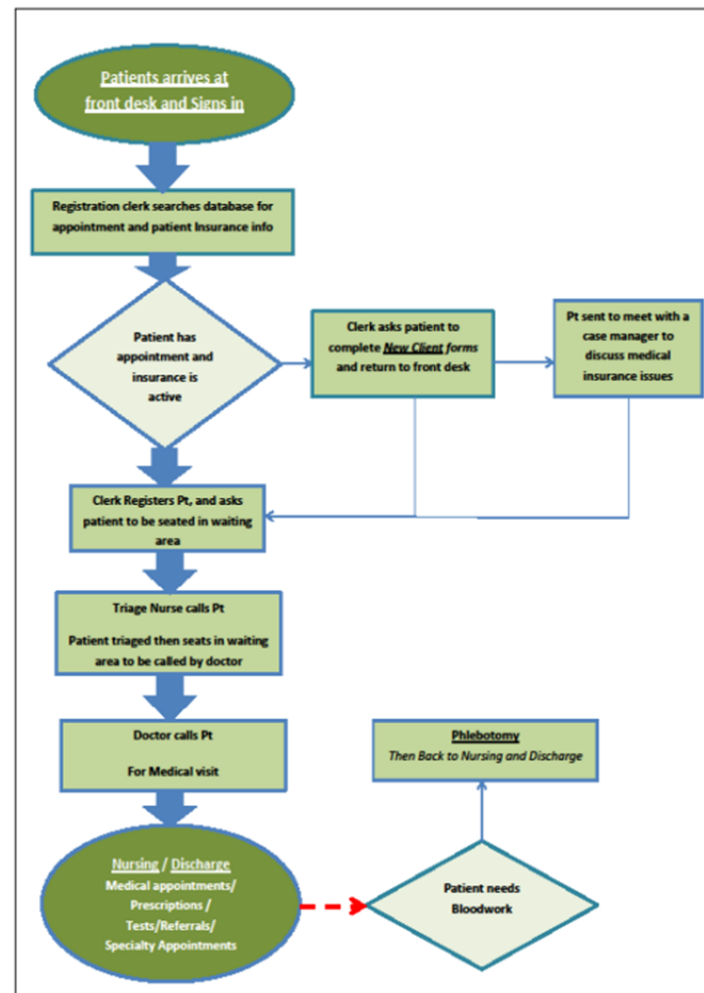 Patients arrives at
front desk and Signs in
Registration clerk searches database for
appointment and patient Insurance info
Patient has
appointment and
insurance is
active
Clerk asks patient to
complete New Client forms
and return to front desk
Pt sent to meet with a
case manager to
discuss medical
insurance issues
Clerk Registers Pt, and asks
patient to be seated in waiting
area
Triage Nurse calls Pt
Patient triaged then seats in waiting
area to be called by doctor
Doctor calls Pt
For Medical visit
Phlebotomy
Then Back to Nursing and Discharge
Nursing / Discharge
Medical appointments/
Prescriptions /
Tests/Referrals/
Specialty Appointments
Patient needs
Bloodwork